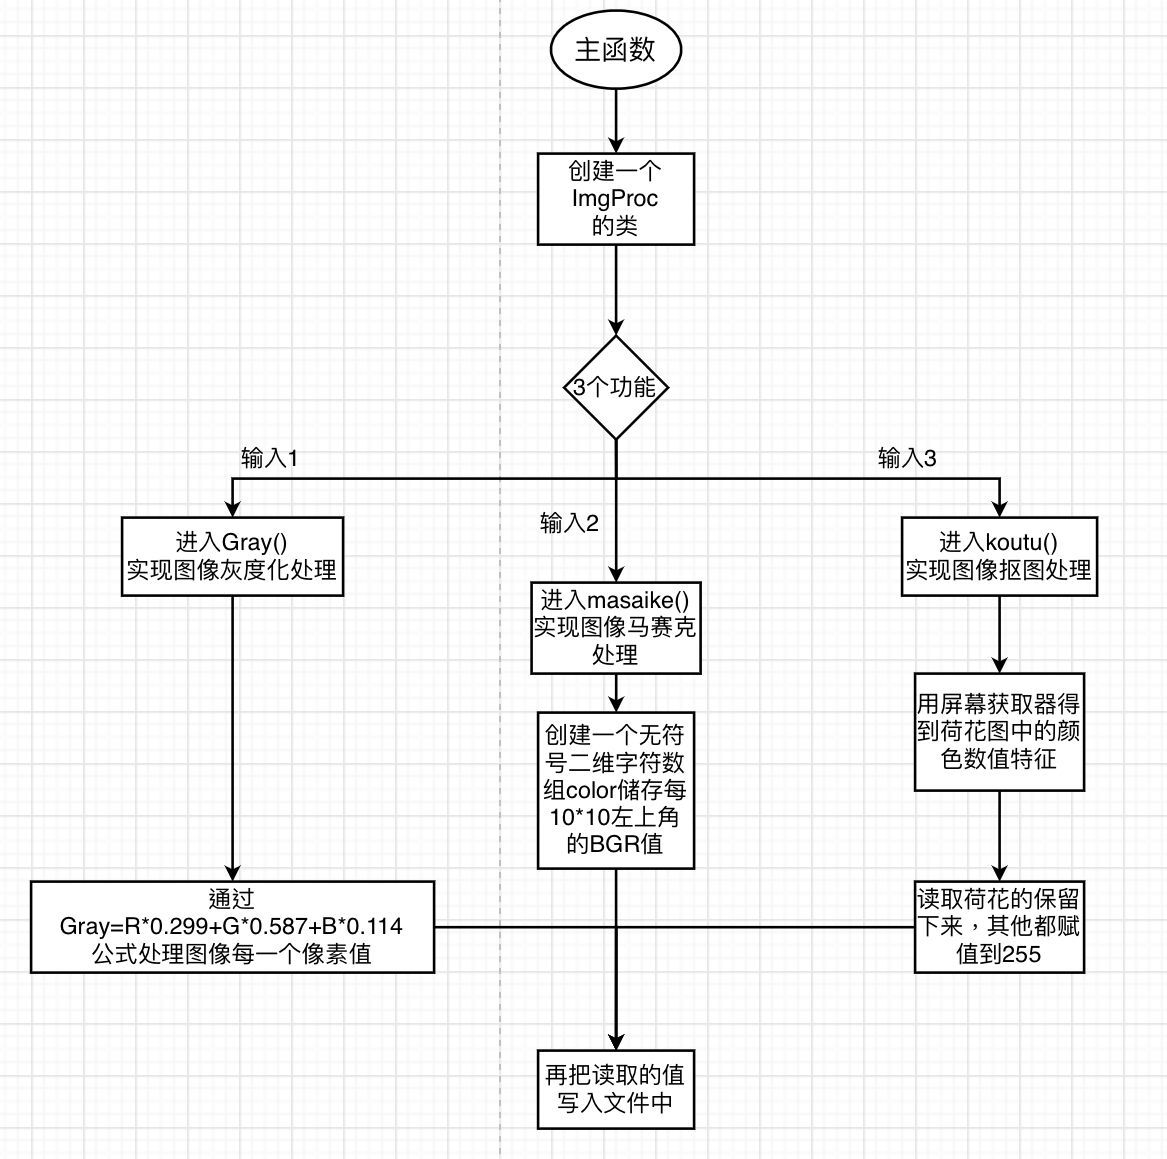 主函数
创建一个
ImgProc
的类
3个功能
输入1
输入2
输入3
进入Gray()
实现图像灰度化处理
进入masaike()
实现图像马赛克
处理
进入koutu()
实现图像抠图处理
创建一个无符
号二维字符数
组color储存每
10*10左上角
的BGR值
用屏幕获取器得
到荷花图中的颜
色数值特征
通过
Gray=R*0.299+G*0.587+B*0.114
公式处理图像每一个像素值
读取荷花的保留
下来，其他都赋
值到255
再把读取的值
写入文件中